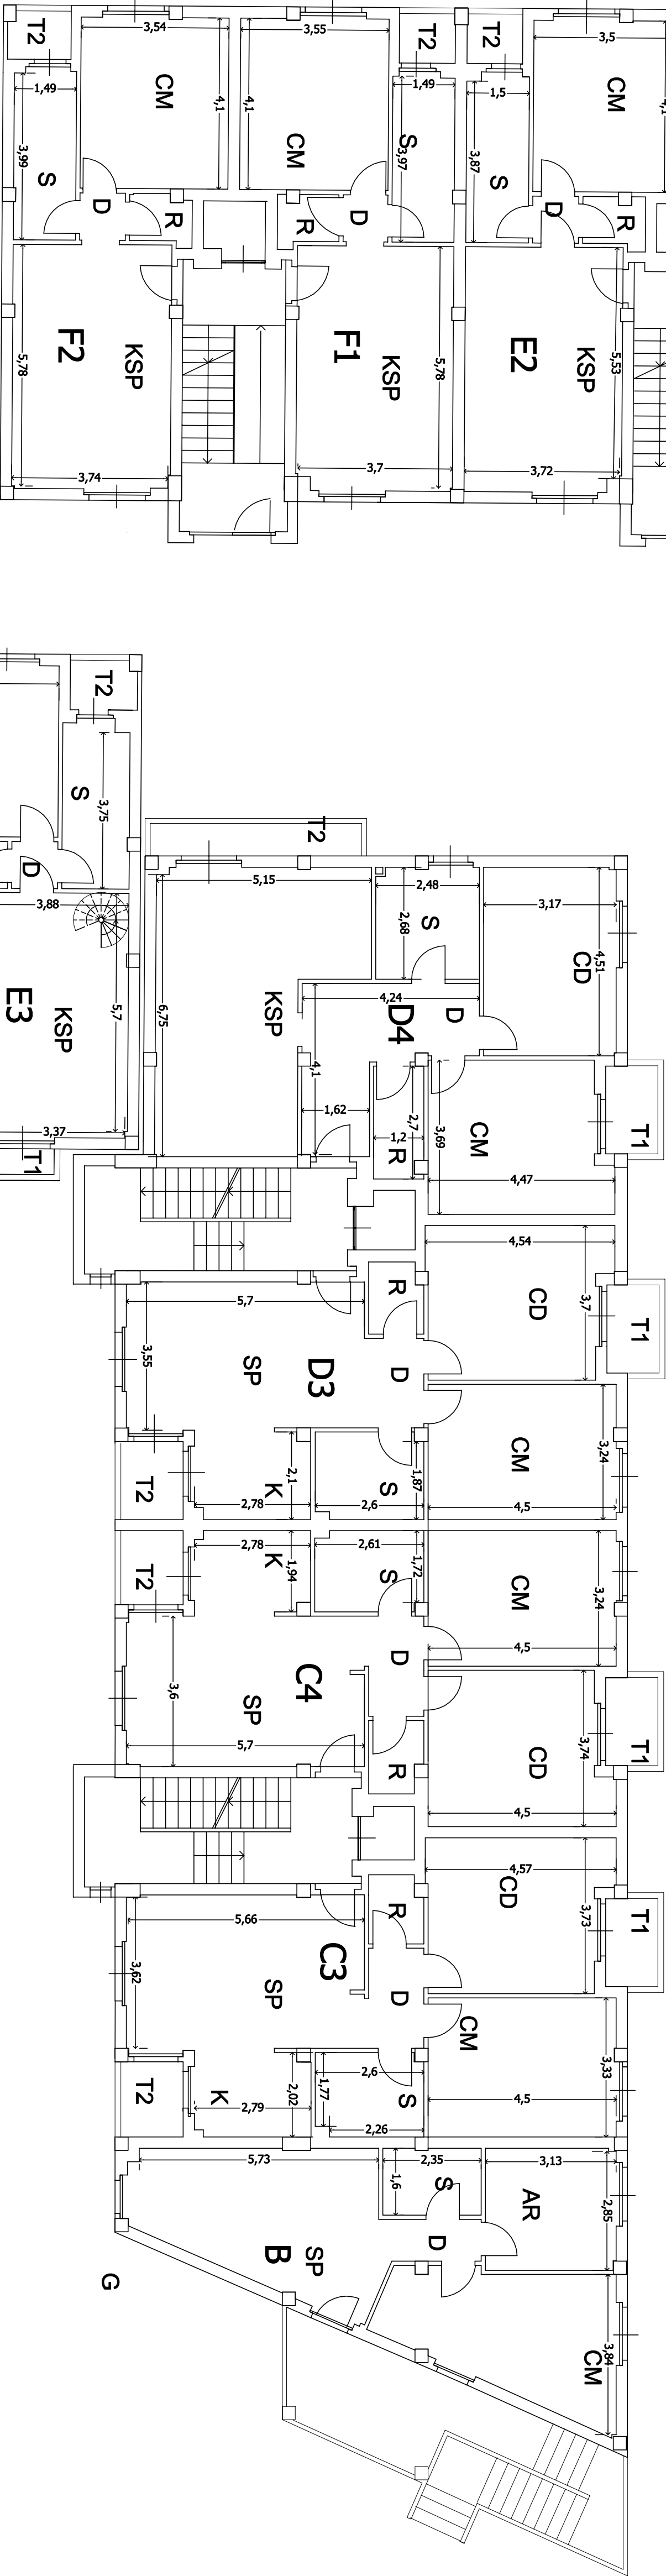 T2
3,54
CM
4,1
1,49
3,99
S
D
R
5,78
F2
KSP
3,74
3,55
4,1
CM
T2
1,49
S
3,97
D
R
F1
KSP
5,78
3,7
T2
1,5
3,87
S
3,5
CM
D
R
E2
KSP
5,53
3,72
T2
S
3,75
D
3,88
E3
KSP
5,7
3,37
T1
T2
5,15
2,48
2,68
S
3,17
4,51
CD
6,75
KSP
4,24
D4
D
4,1
1,62
1,2
2,7
R
3,69
CM
4,47
T1
4,54
CD
3,7
T1
R
5,7
3,55
SP
D3
D
CM
3,24
4,5
T2
K
2,1
2,78
S
1,87
2,6
T2
2,78
K
1,94
2,61
S
1,72
CM
3,24
4,5
D
C4
SP
3,6
5,7
R
CD
3,74
4,5
T1
4,57
CD
3,73
T1
R
5,66
3,62
SP
C3
D
CM
3,33
4,5
T2
K
2,79
2,02
1,77
2,6
S
2,26
5,73
2,35
S
1,6
3,13
AR
2,85
D
B
SP
G
CM
3,84